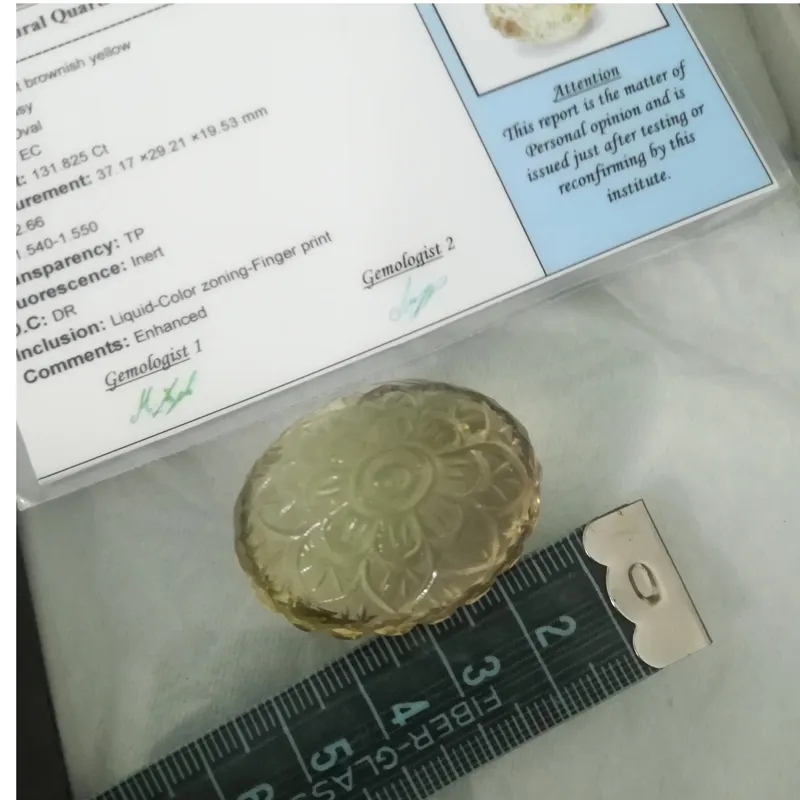 ural Quar
t brownish yellow
sy
Oval
EC
t: 131.825 Ct
urement: 37.17 ×29.21 ×19.53 mm
2.66
1.540-1.550
ansparency: TP
uorescence: Inert
O.C: DR
Inclusion: Liquid-Color zoning-Finger print
Comments: Enhanced
Gemologist 1
Gemologist 2
Attention
This report is the matter of
Personal opinion and is
issued just after testing or
reconfirming by this
institute.
2
3
4
5
6
FIBER-GLASS